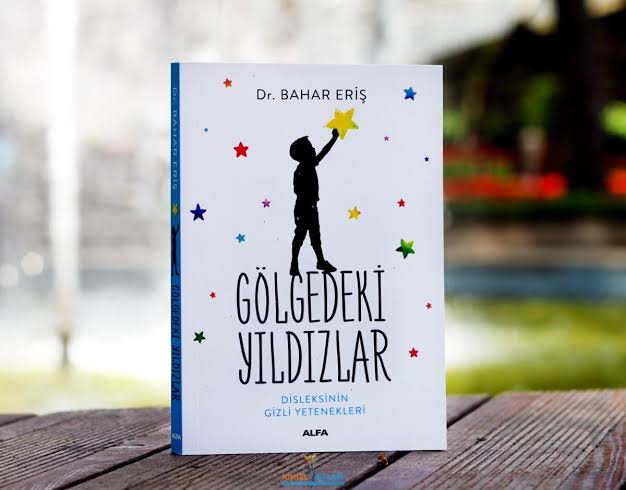 Dr. BAHAR ERİŞ
GÖLGEDEKİ
YILDIZLAR
DİSLEKSİNİN
GİZLİ YETENEKLERİ
ALFA
Dr. BAHAR ERİŞ
GÖLGEDEKİ YILDIZLAR
ALFA